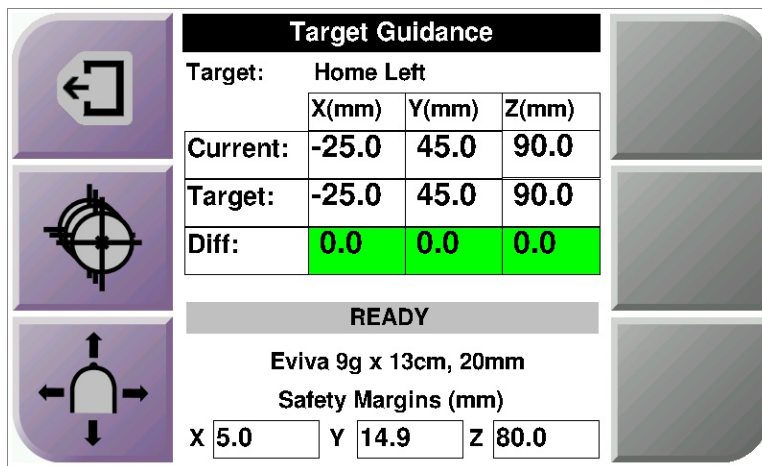 Target Guidance
Target: Home Left
X(mm) Y(mm) Z(mm)
Current: -25.0 45.0 90.0
Target: -25.0 45.0 90.0
Diff: 0.0 0.0 0.0
READY
Eviva 9g x 13cm, 20mm
Safety Margins (mm)
X 5.0 Y 14.9 Z 80.0